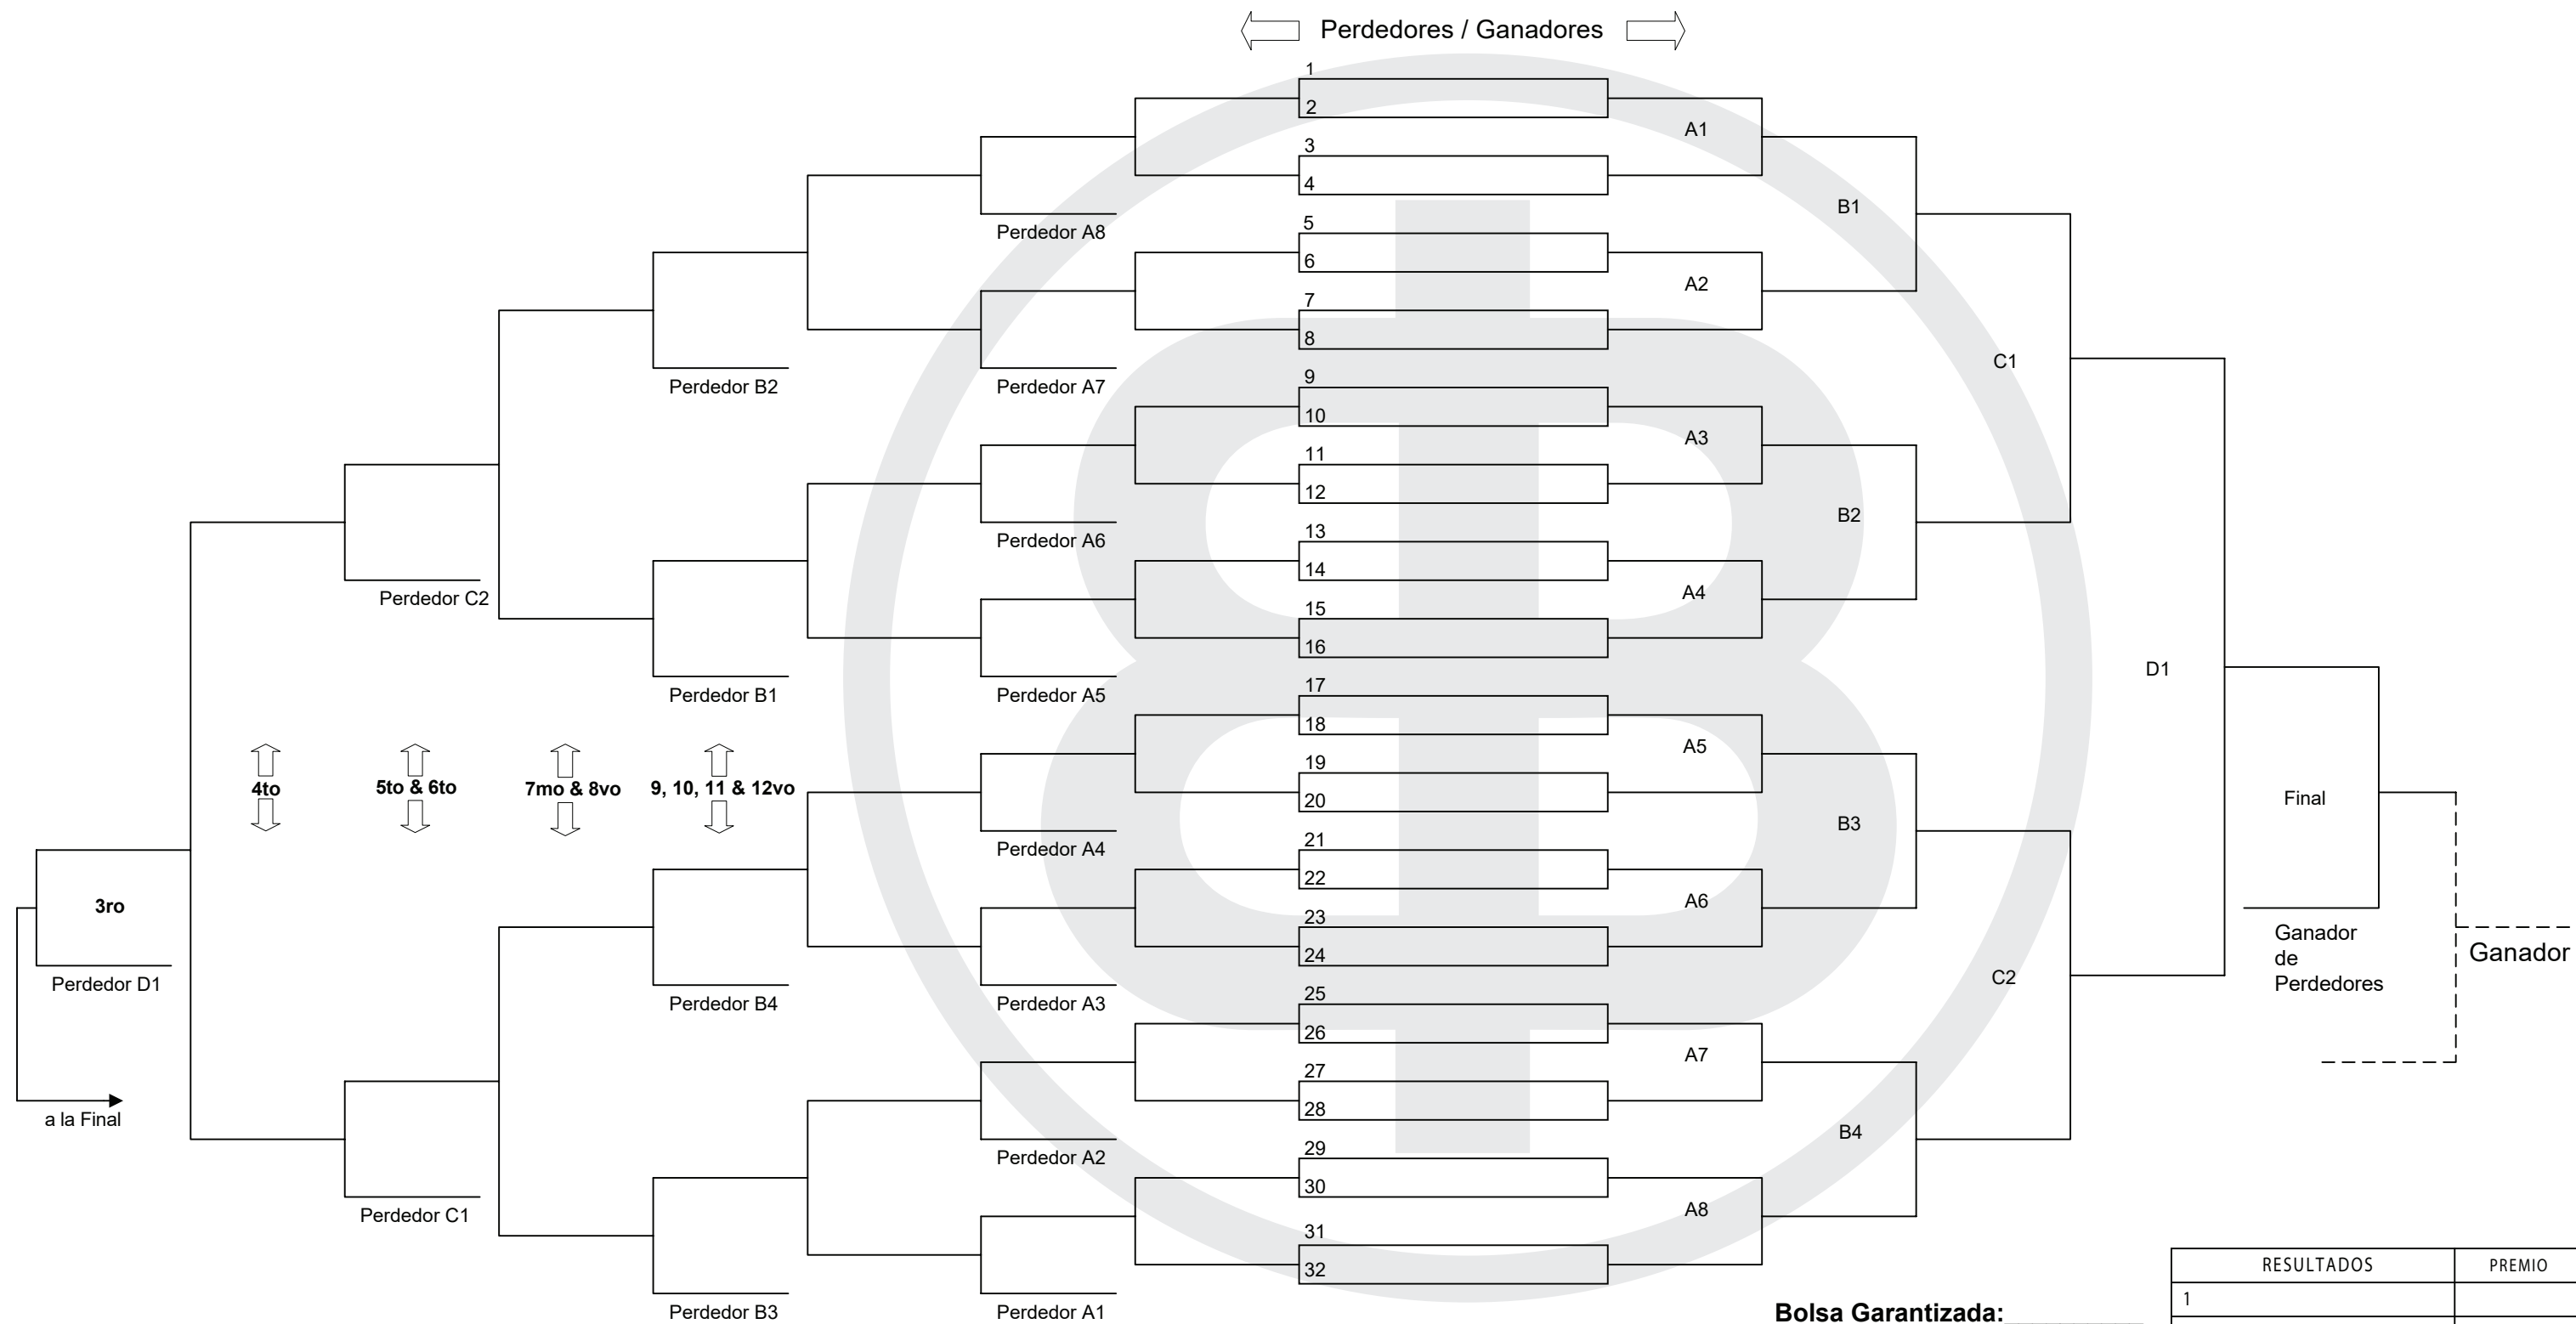 Perdedores / Ganadores
1
2
3
4
5
6
7
8
9
10
11
12
13
14
15
16
17
18
19
20
21
22
23
24
25
26
27
28
29
30
31
32
A1
A2
A3
A4
A5
A6
A7
A8
B1
B2
B3
B4
C1
C2
D1
Final
Ganador
de
Perdedores
Ganador
Perdedor A8
Perdedor A7
Perdedor A6
Perdedor A5
Perdedor A4
Perdedor A3
Perdedor A2
Perdedor A1
Perdedor B2
Perdedor B1
Perdedor B4
Perdedor B3
Perdedor C2
Perdedor C1
4to
5to & 6to
7mo & 8vo
9, 10, 11 & 12vo
3ro
Perdedor D1
a la Final
Bolsa Garantizada:__________
RESULTADOS PREMIO
1